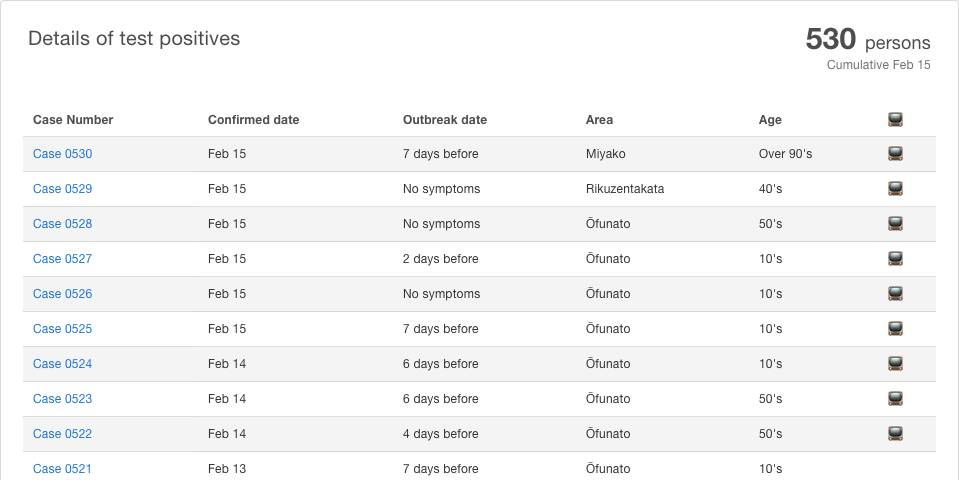 Details of test positives
530 persons
Cumulative Feb 15
Case Number Confirmed date Outbreak date Area Age
Case 0530 Feb 15 7 days before Miyako Over 90's
Case 0529 Feb 15 No symptoms Rikuzentakata 40's
Case 0528 Feb 15 No symptoms Ōfunato 50's
Case 0527 Feb 15 2 days before Ōfunato 10's
Case 0526 Feb 15 No symptoms Ōfunato 10's
Case 0525 Feb 15 7 days before Ōfunato 10's
Case 0524 Feb 14 6 days before Ōfunato 10's
Case 0523 Feb 14 6 days before Ōfunato 50's
Case 0522 Feb 14 4 days before Ōfunato 50's
Case 0521 Feb 13 7 days before Ōfunato 10's